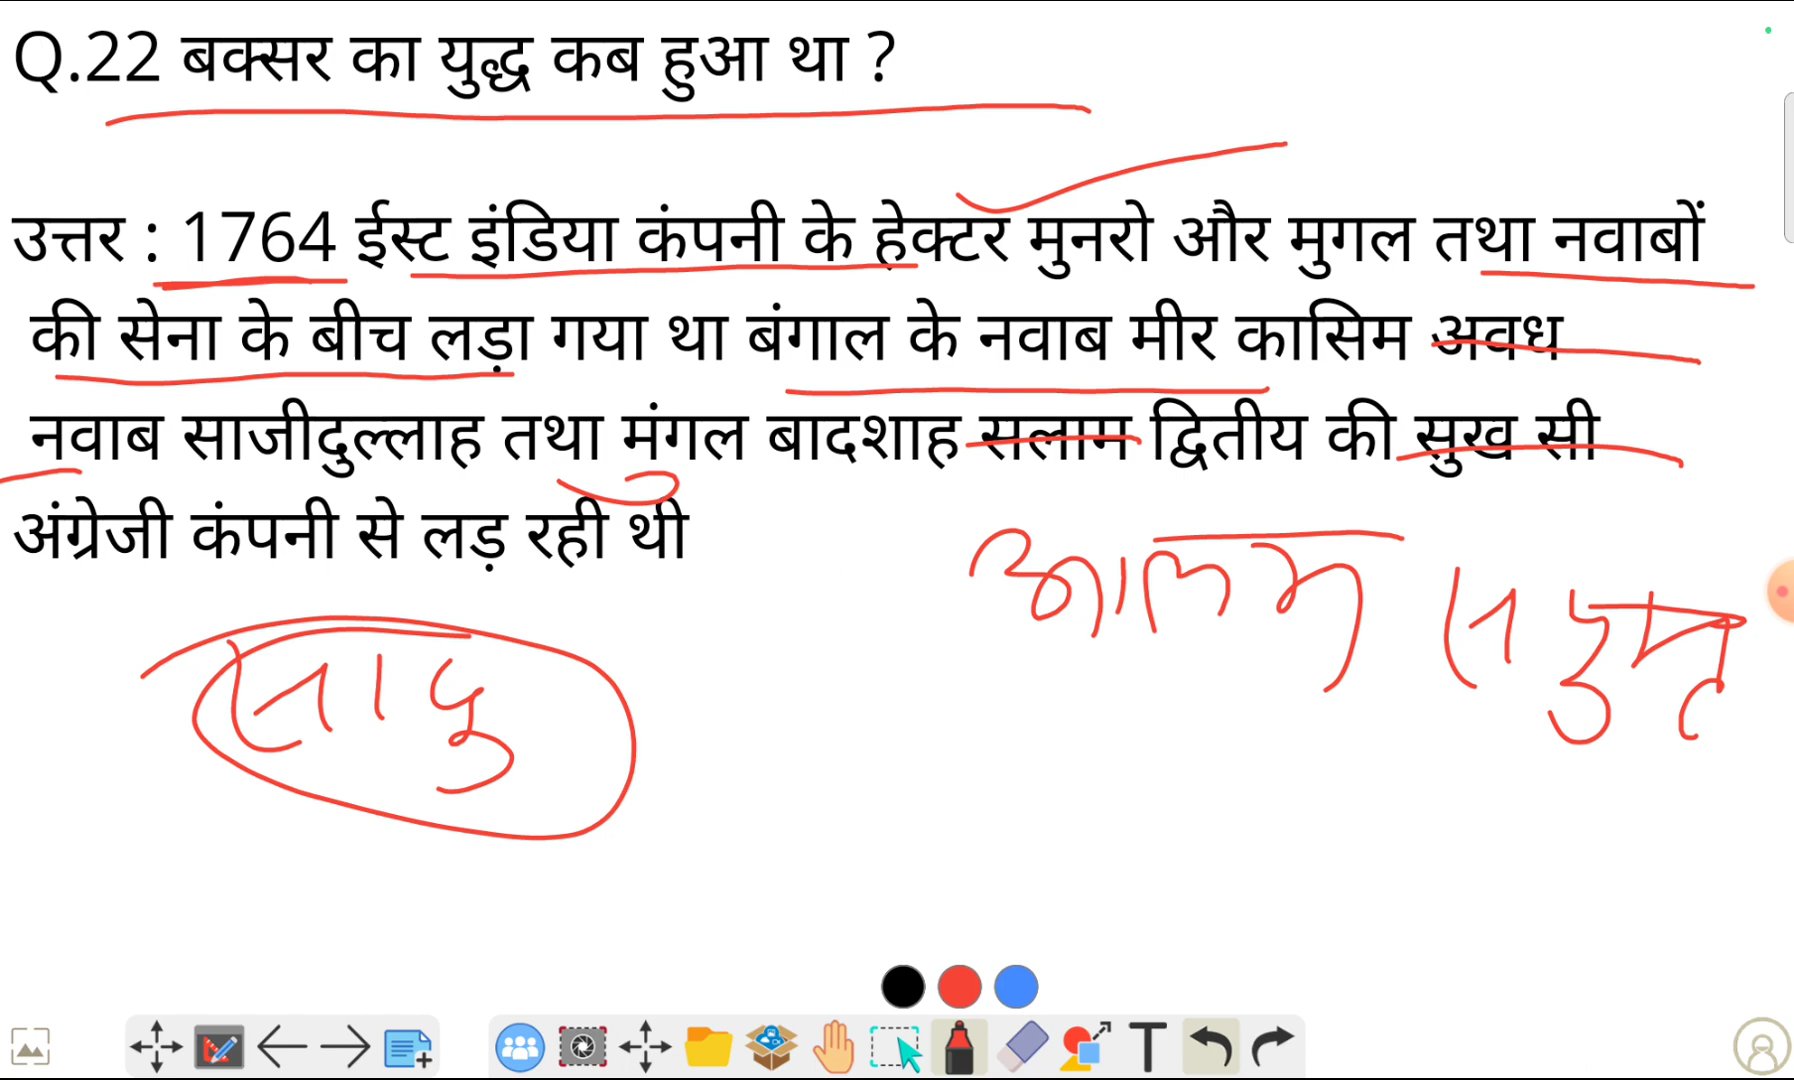 Q.22 बक्सर का युद्ध कब हुआ था ?
उत्तर : 1764 ईस्ट इंडिया कंपनी के हेक्टर मुनरो और मुगल तथा नवाबों
की सेना के बीच लड़ा गया था बंगाल के नवाब मीर कासिम अवध
नवाब साजीदुल्लाह तथा मंगल बादशाह सलाम द्वितीय की सुख सी
अंग्रेजी कंपनी से लड़ रही थी
आलम